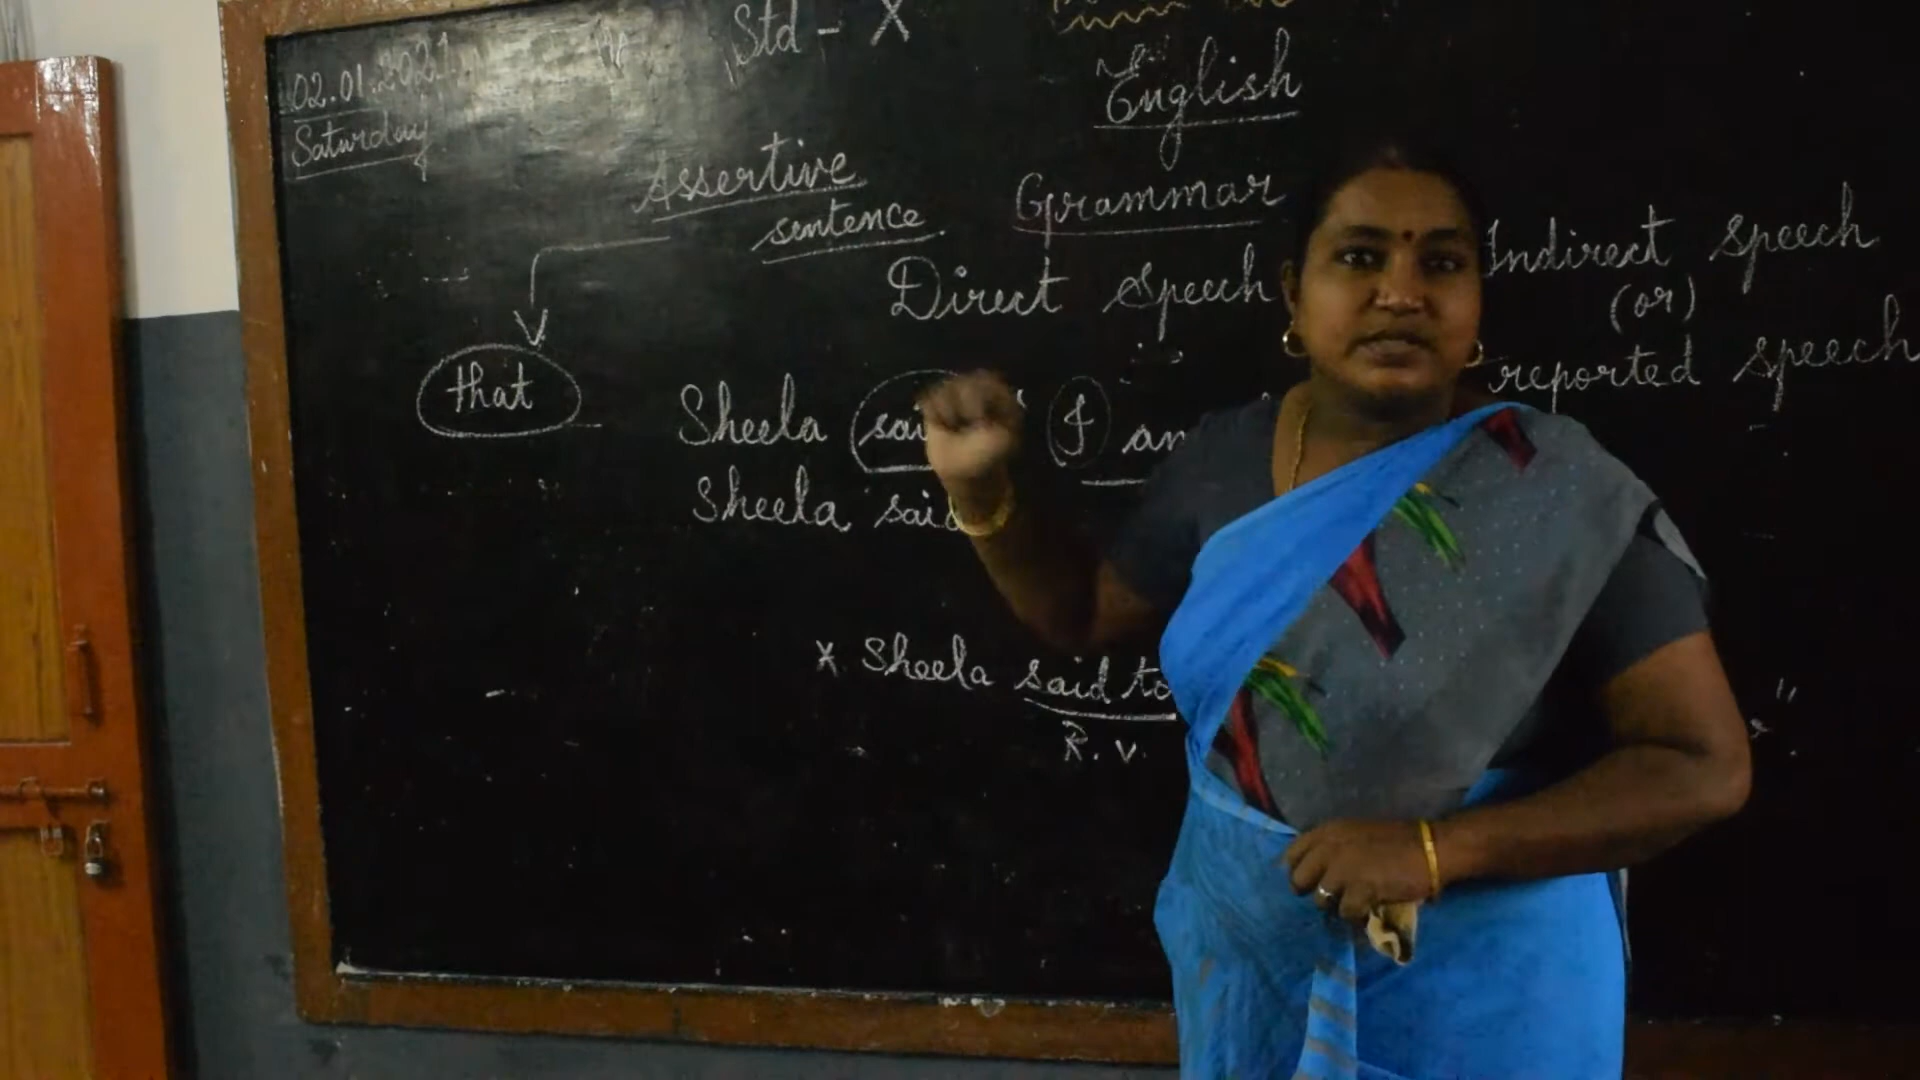 02.01.2021
Saturday
Std - X
English
Grammar
Assertive
sentence.
that
Direct speech
Indirect speech
(or)
reported speech
Sheela said I am
Sheela said
* Sheela said to
R.V.